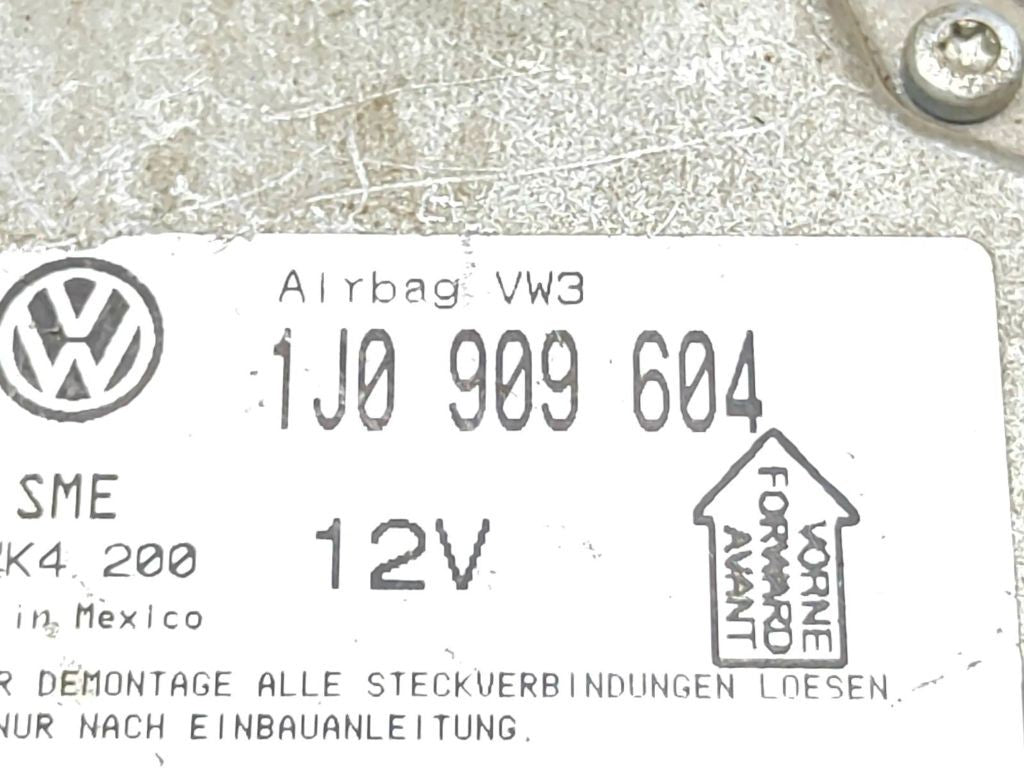 Airbag VW3
1J0 909 604
SME
12V
K4 200
in Mexico
VORNE
FORWARD
AVANT
DEMONTAGE ALLE STECKVERBINDUNGEN LOESEN.
NUR NACH EINBAUANLEITUNG.